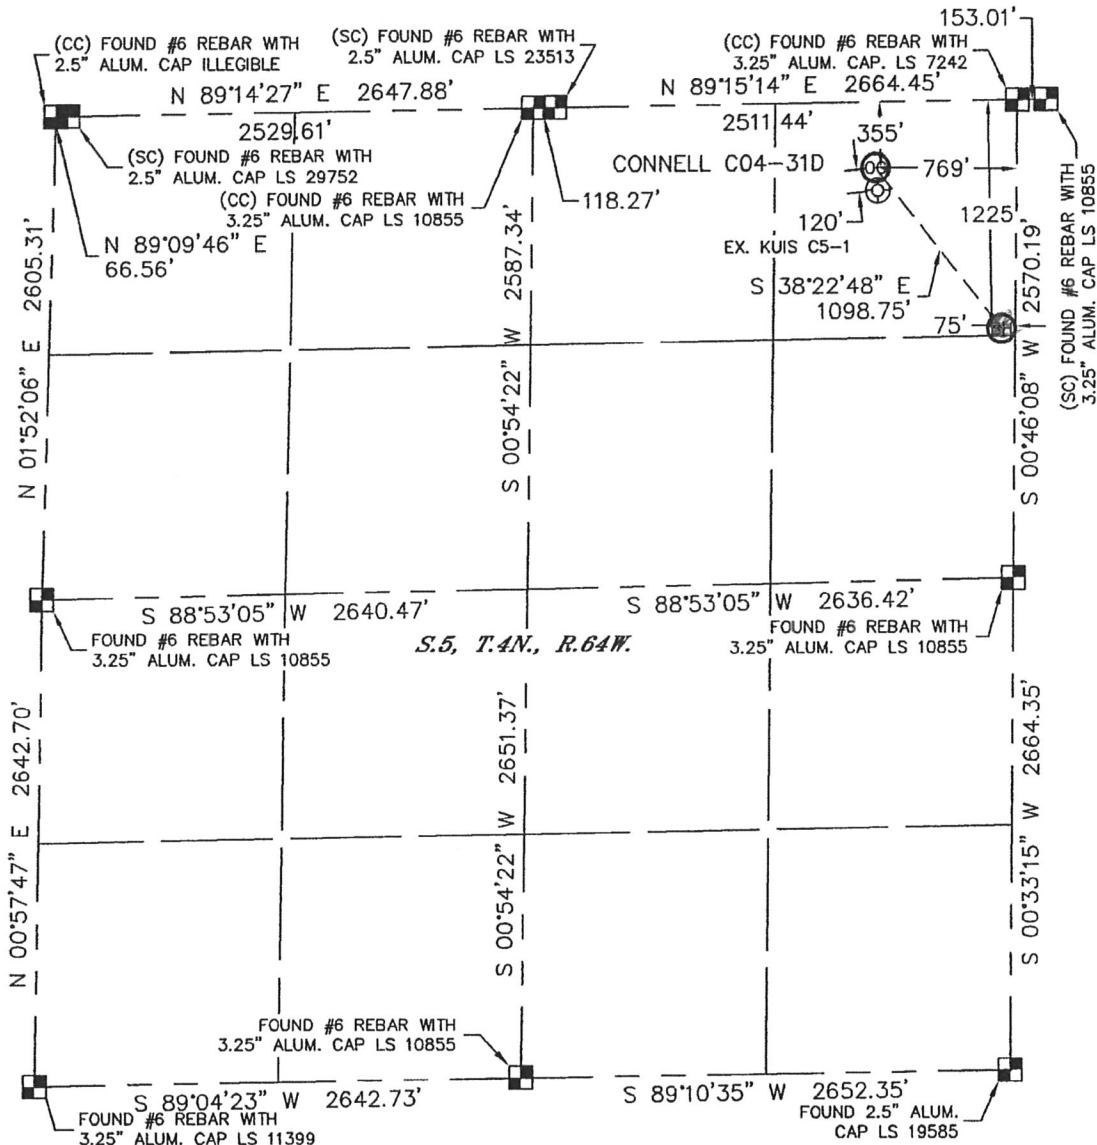 153.01'
(CC) FOUND #6 REBAR WITH
2.5" ALUM. CAP ILLEGIBLE
(SC) FOUND #6 REBAR WITH
2.5" ALUM. CAP LS 23513
(CC) FOUND #6 REBAR WITH
3.25" ALUM. CAP. LS 7242
N 89°14'27" E 2647.88'
N 89°15'14" E 2664.45'
2529.61'
2511.44'
355'
(SC) FOUND #6 REBAR WITH
2.5" ALUM. CAP LS 29752
CONNELL C04-31D
769'
(CC) FOUND #6 REBAR WITH
3.25" ALUM. CAP LS 10855
118.27'
120'
1225'
EX. KUIS C5-1
N 89°09'46" E
66.56'
S 38°22'48" E
1098.75'
75'
(SC) FOUND #6 REBAR WITH
3.25" ALUM. CAP LS 10855
N 01°52'06" E 2605.31'
S 00°54'22" W 2587.34'
S 00°46'08" W 2570.19'
S 88°53'05" W 2640.47'
S 88°53'05" W 2636.42'
FOUND #6 REBAR WITH
3.25" ALUM. CAP LS 10855
S.5, T.4N., R.64W.
FOUND #6 REBAR WITH
3.25" ALUM. CAP LS 10855
N 00°57'47" E 2642.70'
S 00°54'22" W 2651.37'
S 00°33'15" W 2664.35'
FOUND #6 REBAR WITH
3.25" ALUM. CAP LS 10855
S 89°04'23" W 2642.73'
S 89°10'35" W 2652.35'
FOUND #6 REBAR WITH
3.25" ALUM. CAP LS 11399
FOUND 2.5" ALUM.
CAP LS 19585